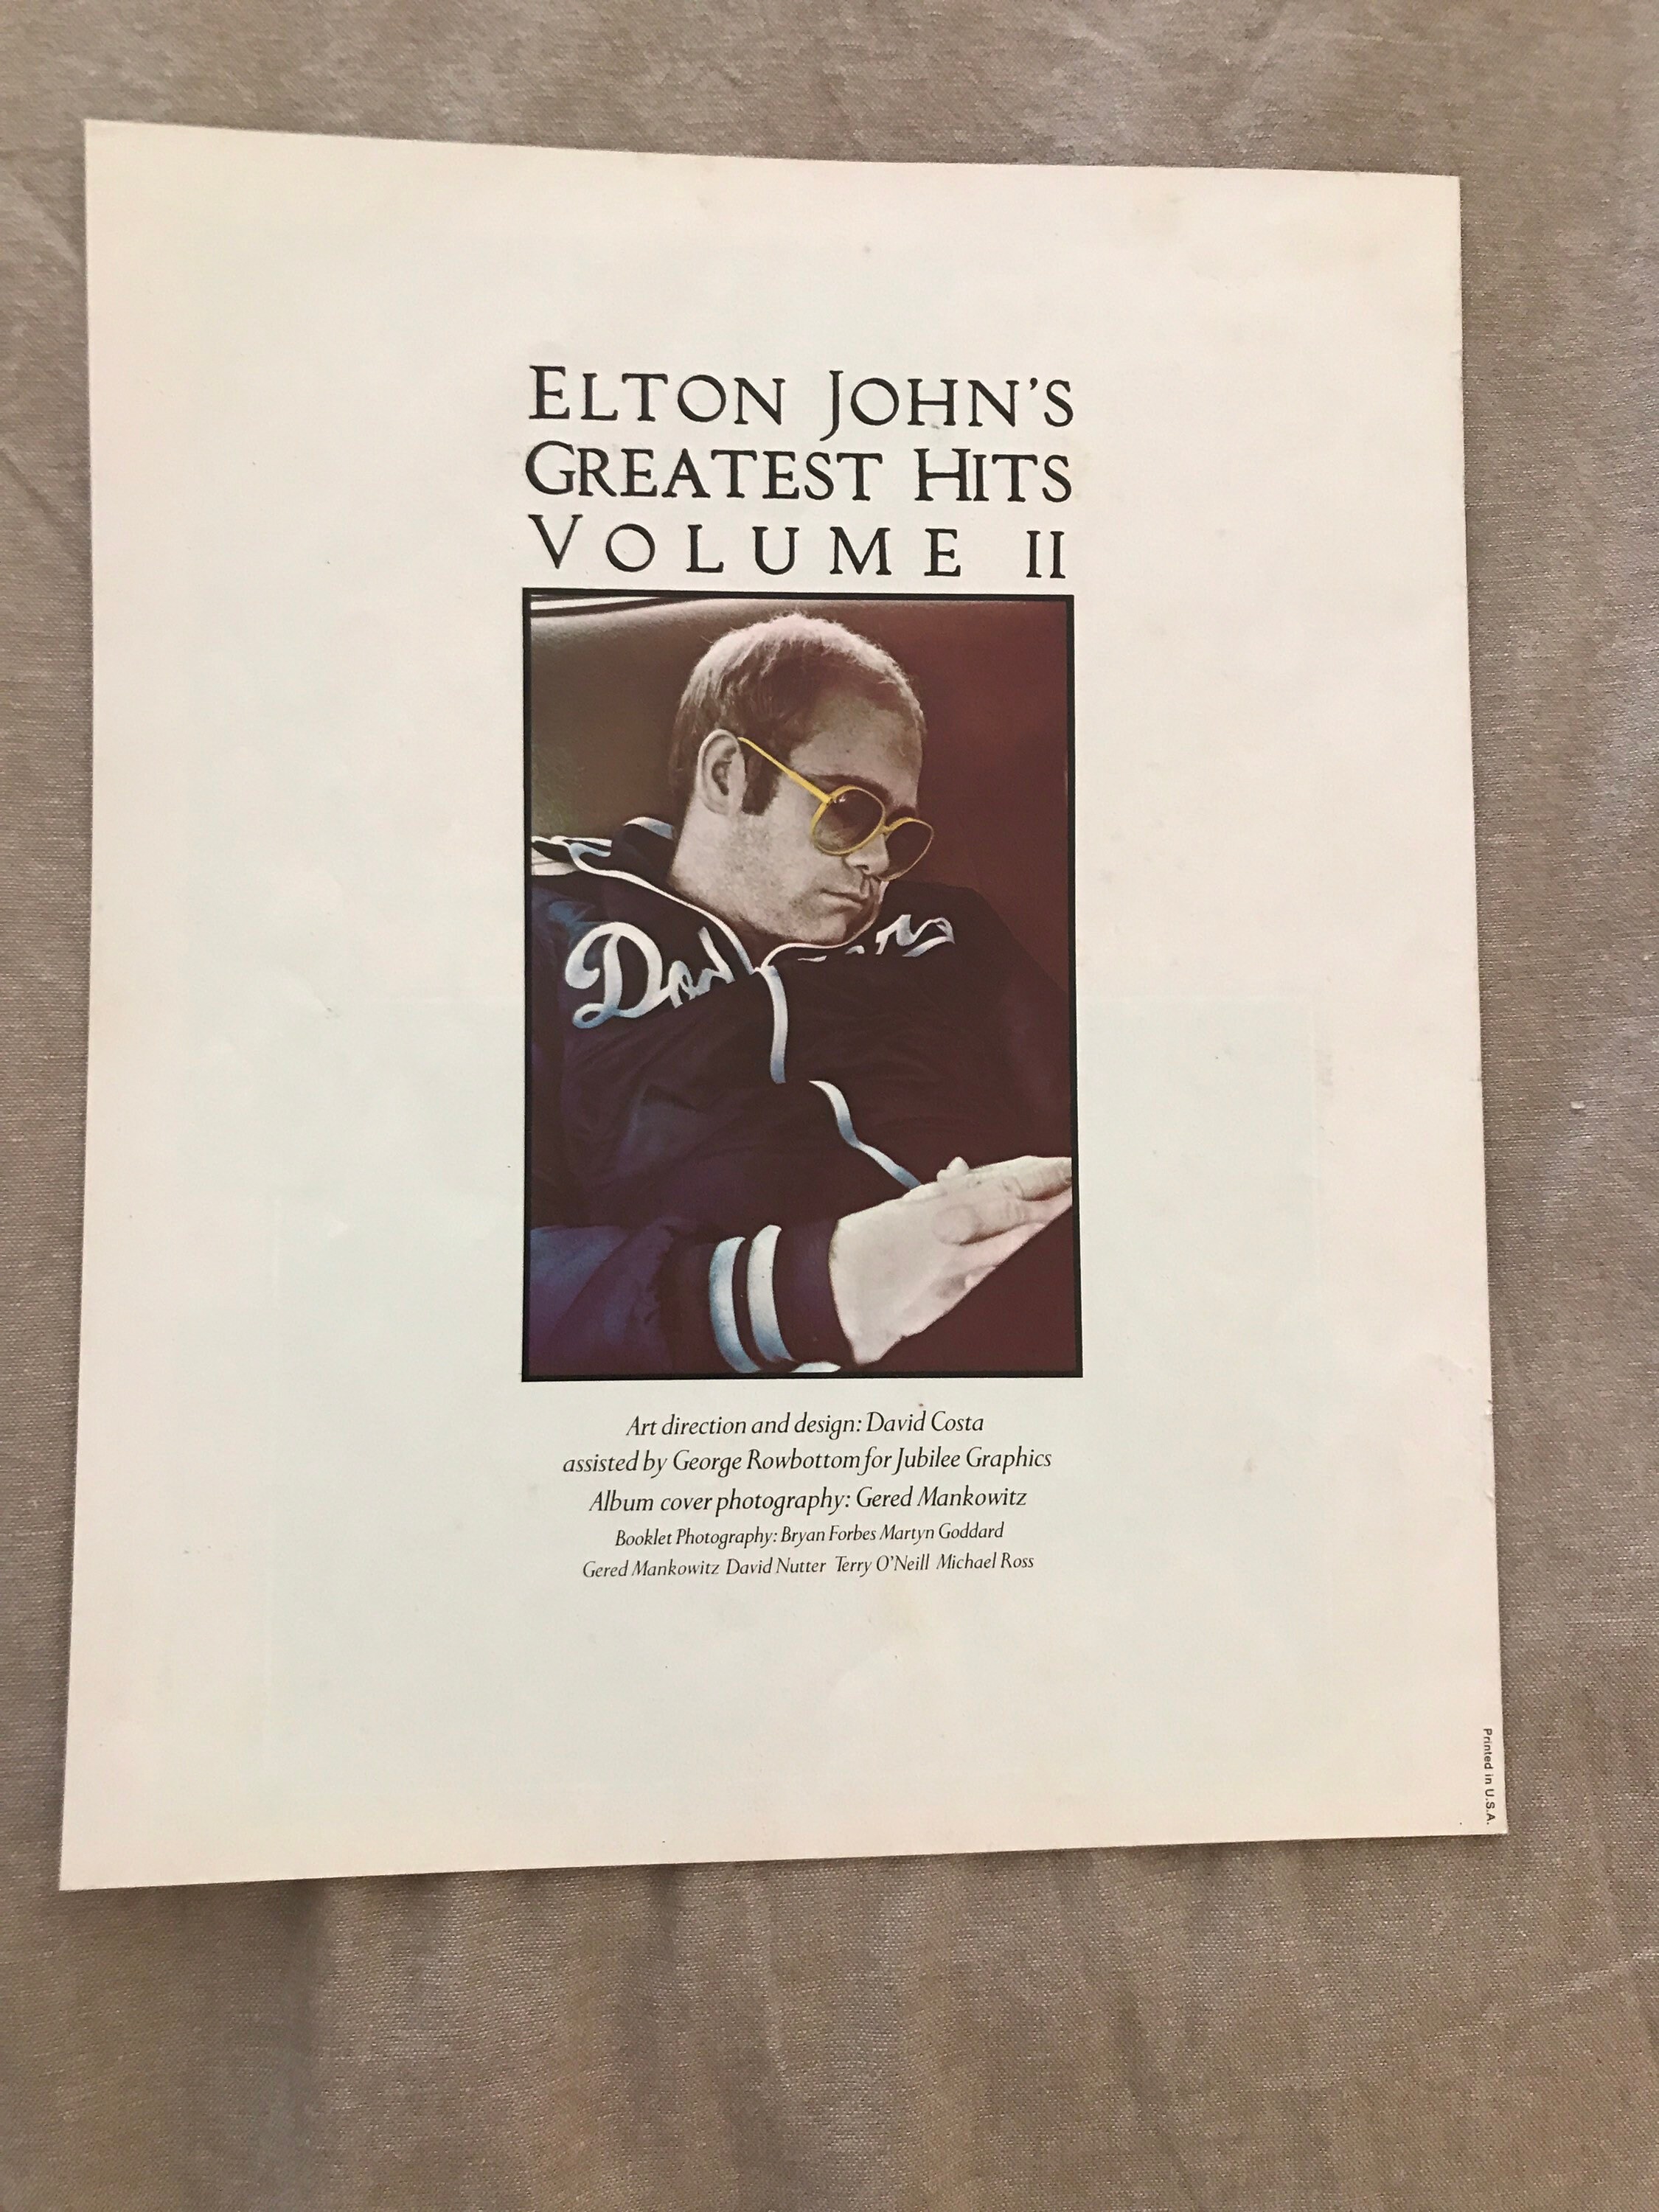 ELTON JOHN'S
GREATEST HITS
VOLUME II
Dod
rs
Art direction and design: David Costa
assisted by George Rowbottom for Jubilee Graphics
Album cover photography: Gered Mankowitz
Booklet Photography: Bryan Forbes Martyn Goddard
Gered Mankowitz David Nutter Terry O'Neill Michael Ross
Printed in U.S.A.